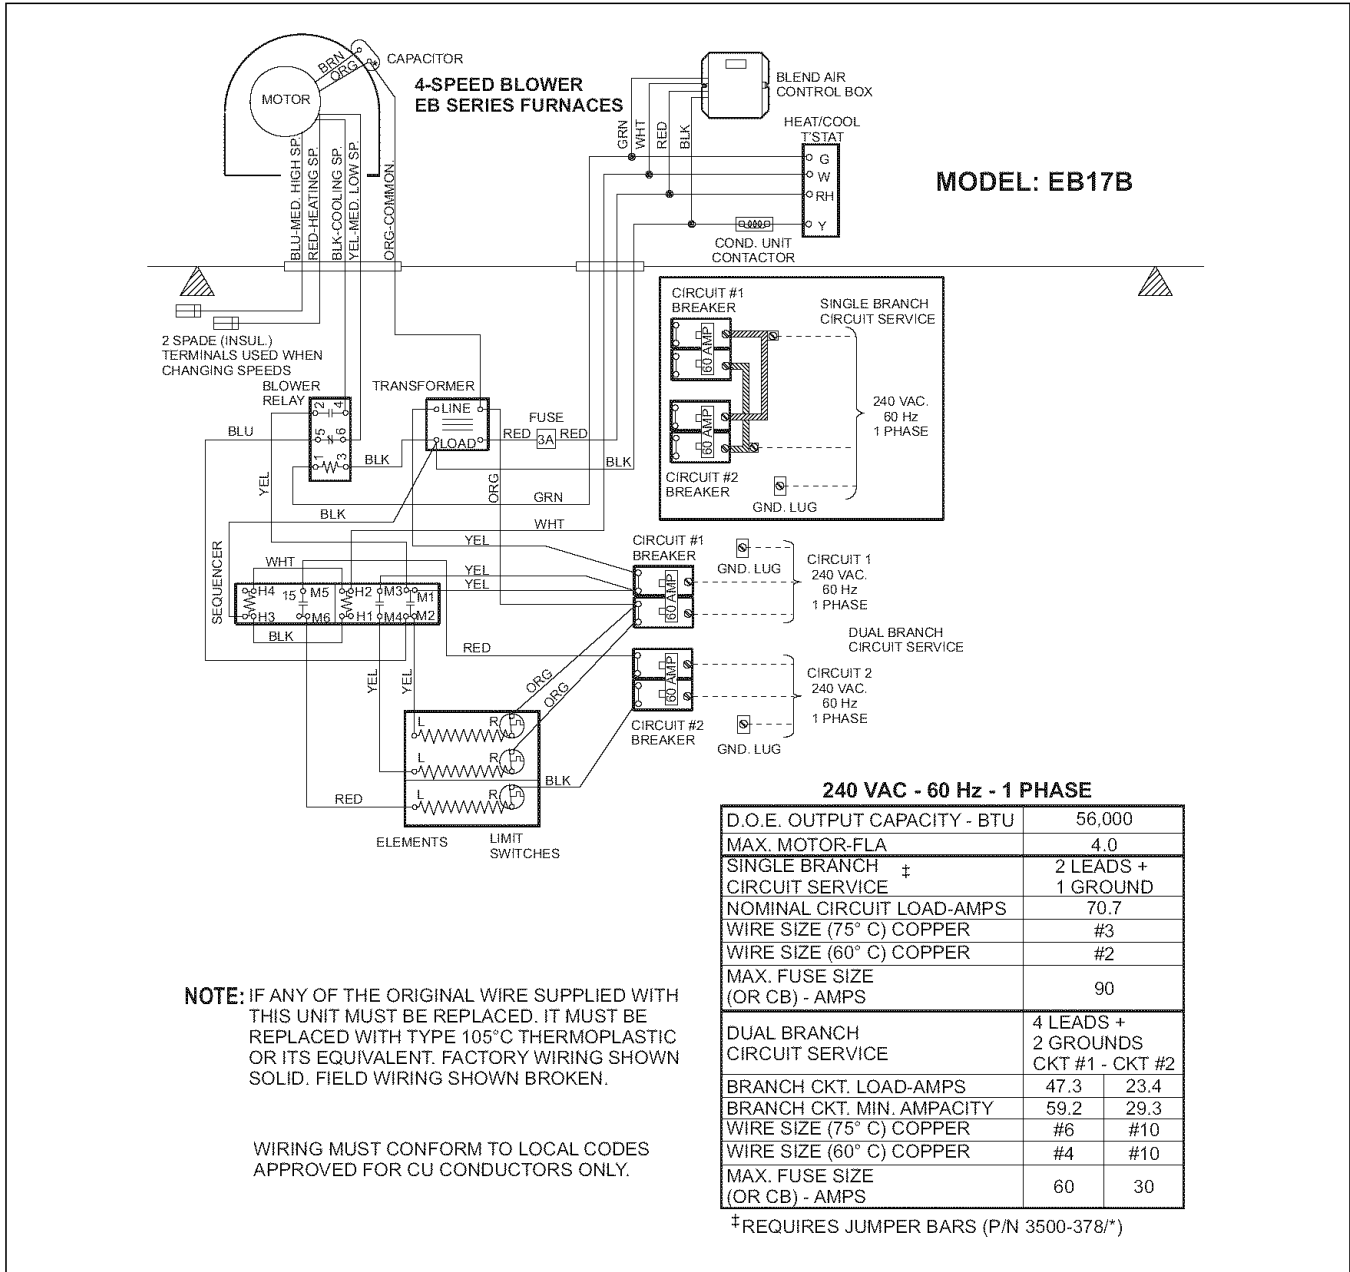 BRN
ORG
CAPACITOR
MOTOR
4-SPEED BLOWER
EB SERIES FURNACES
BLU-MED. HIGH SP.
RED-HEATING SP.
BLK-COOLING SP.
YEL-MED. LOW SP.
ORG-COMMON.
BLEND AIR
CONTROL BOX
GRN
WHT
RED
BLK
HEAT/COOL
T'STAT
G
W
RH
Y
COND. UNIT
CONTACTOR
MODEL: EB17B
2 SPADE (INSUL.)
TERMINALS USED WHEN
CHANGING SPEEDS
CIRCUIT #1
BREAKER
60 AMP
SINGLE BRANCH
CIRCUIT SERVICE
240 VAC.
60 Hz
1 PHASE
60 AMP
CIRCUIT #2
BREAKER
GND. LUG
BLOWER
RELAY
2 4
5 6
1 3
TRANSFORMER
LINE
LOAD
FUSE
RED 3A RED
BLU
BLK
BLK
YEL
ORG
GRN
BLK
WHT
YEL
SEQUENCER
WHT
YEL
YEL
H4 15 M5 H2 M3 M1
H3 M6 H1 M4 M2
BLK
RED
YEL
YEL
ORG
ORG
CIRCUIT #1
BREAKER
60 AMP
GND. LUG
CIRCUIT 1
240 VAC.
60 Hz
1 PHASE
DUAL BRANCH
CIRCUIT SERVICE
60 AMP
CIRCUIT 2
240 VAC.
60 Hz
1 PHASE
CIRCUIT #2
BREAKER
GND. LUG
L R
L R
L R
BLK
RED
ELEMENTS
LIMIT
SWITCHES
240 VAC - 60 Hz - 1 PHASE
D.O.E. OUTPUT CAPACITY - BTU 56,000
MAX. MOTOR-FLA 4.0
SINGLE BRANCH ‡ 2 LEADS +
CIRCUIT SERVICE 1 GROUND
NOMINAL CIRCUIT LOAD-AMPS 70.7
WIRE SIZE (75° C) COPPER #3
WIRE SIZE (60° C) COPPER #2
MAX. FUSE SIZE
(OR CB) - AMPS 90
DUAL BRANCH
CIRCUIT SERVICE
4 LEADS +
2 GROUNDS
CKT #1 - CKT #2
BRANCH CKT. LOAD-AMPS 47.3 23.4
BRANCH CKT. MIN. AMPACITY 59.2 29.3
WIRE SIZE (75° C) COPPER #6 #10
WIRE SIZE (60° C) COPPER #4 #10
MAX. FUSE SIZE
(OR CB) - AMPS 60 30
‡REQUIRES JUMPER BARS (P/N 3500-378/*)
NOTE: IF ANY OF THE ORIGINAL WIRE SUPPLIED WITH
THIS UNIT MUST BE REPLACED. IT MUST BE
REPLACED WITH TYPE 105°C THERMOPLASTIC
OR ITS EQUIVALENT. FACTORY WIRING SHOWN
SOLID. FIELD WIRING SHOWN BROKEN.
WIRING MUST CONFORM TO LOCAL CODES
APPROVED FOR CU CONDUCTORS ONLY.